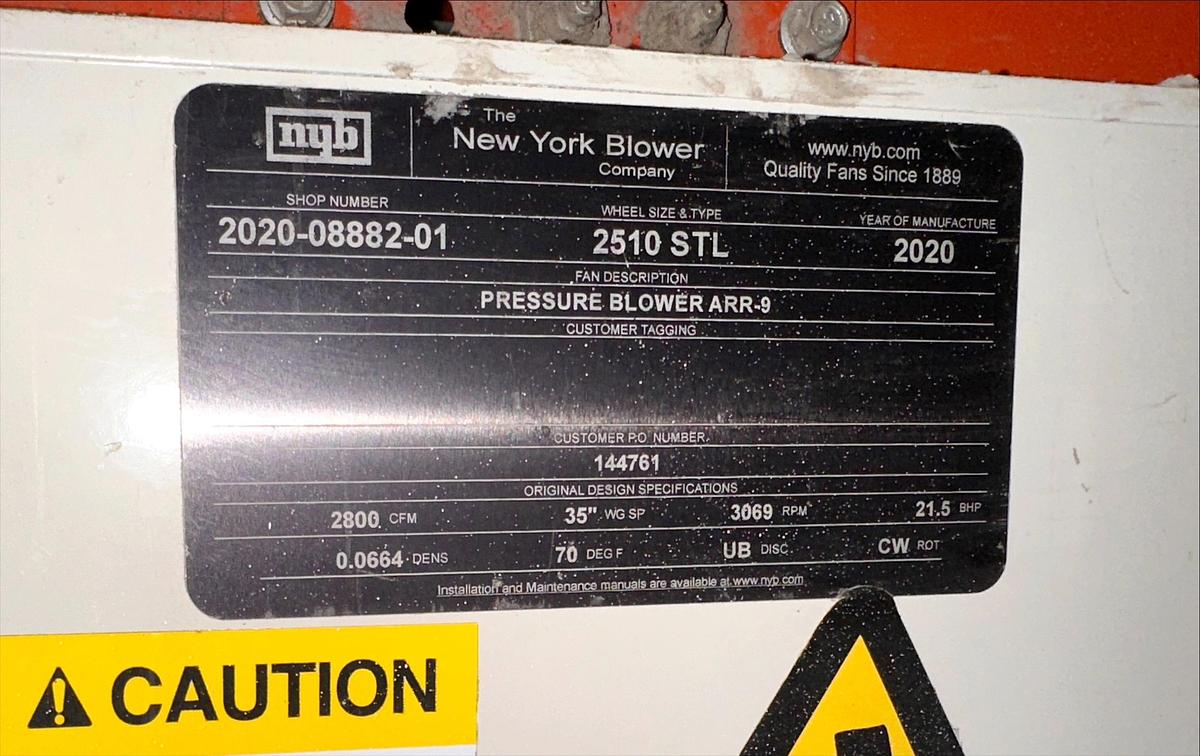 nyb
The
New York Blower
Company
www.nyb.com
Quality Fans Since 1889
SHOP NUMBER WHEEL SIZE & TYPE YEAR OF MANUFACTURE
2020-08882-01 2510 STL 2020
FAN DESCRIPTION
PRESSURE BLOWER ARR-9
CUSTOMER TAGGING
CUSTOMER P.O NUMBER
144761
ORIGINAL DESIGN SPECIFICATIONS
2800 CFM 35" WG SP 3069 RPM 21.5 BHP
0.0664 DENS 70 DEG F UB DISC CW ROT
Installation and Maintenance manuals are available at www.nyb.com
CAUTION